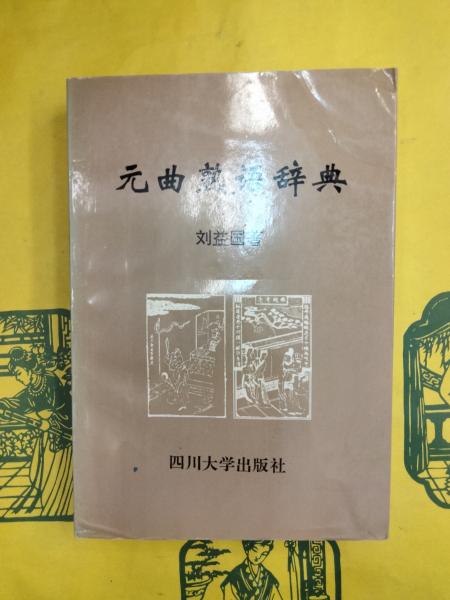 元曲熟语辞典
刘益国著
四川大学出版社